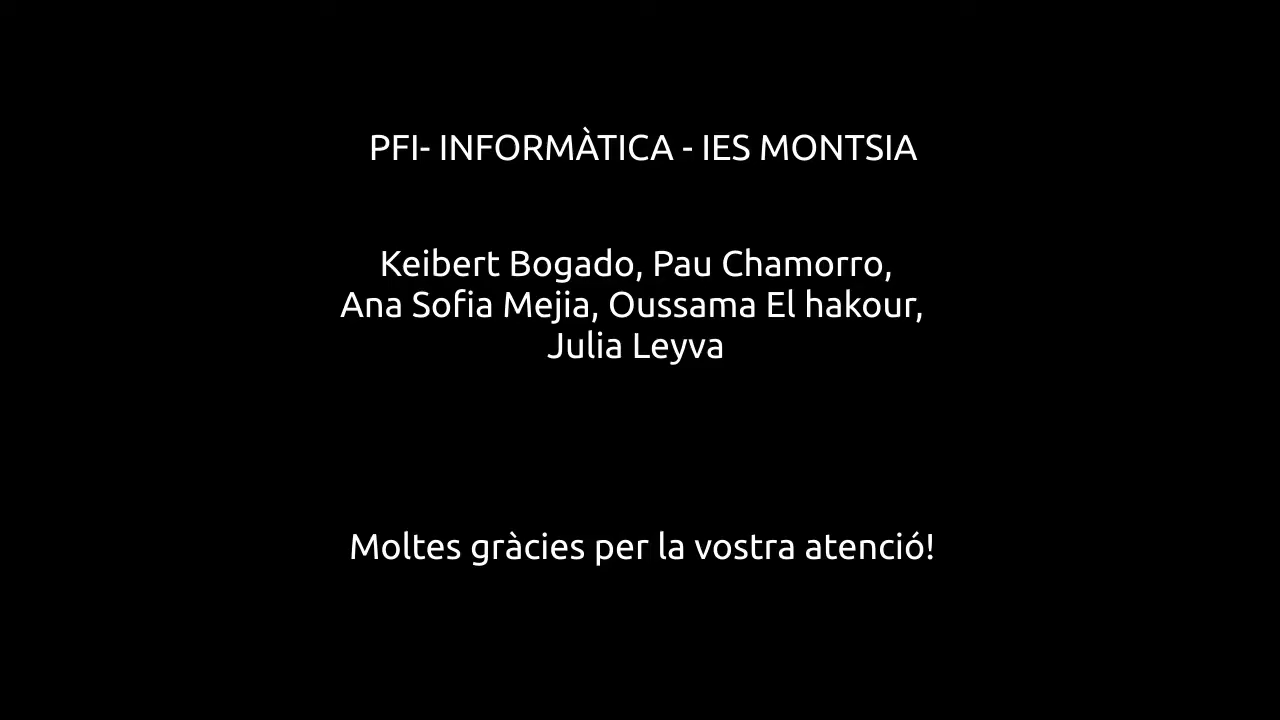 PFI- INFORMÀTICA - IES MONTSIA
Keibert Bogado, Pau Chamorro,
Ana Sofia Mejia, Oussama El hakour,
Julia Leyva
Moltes gràcies per la vostra atenció!